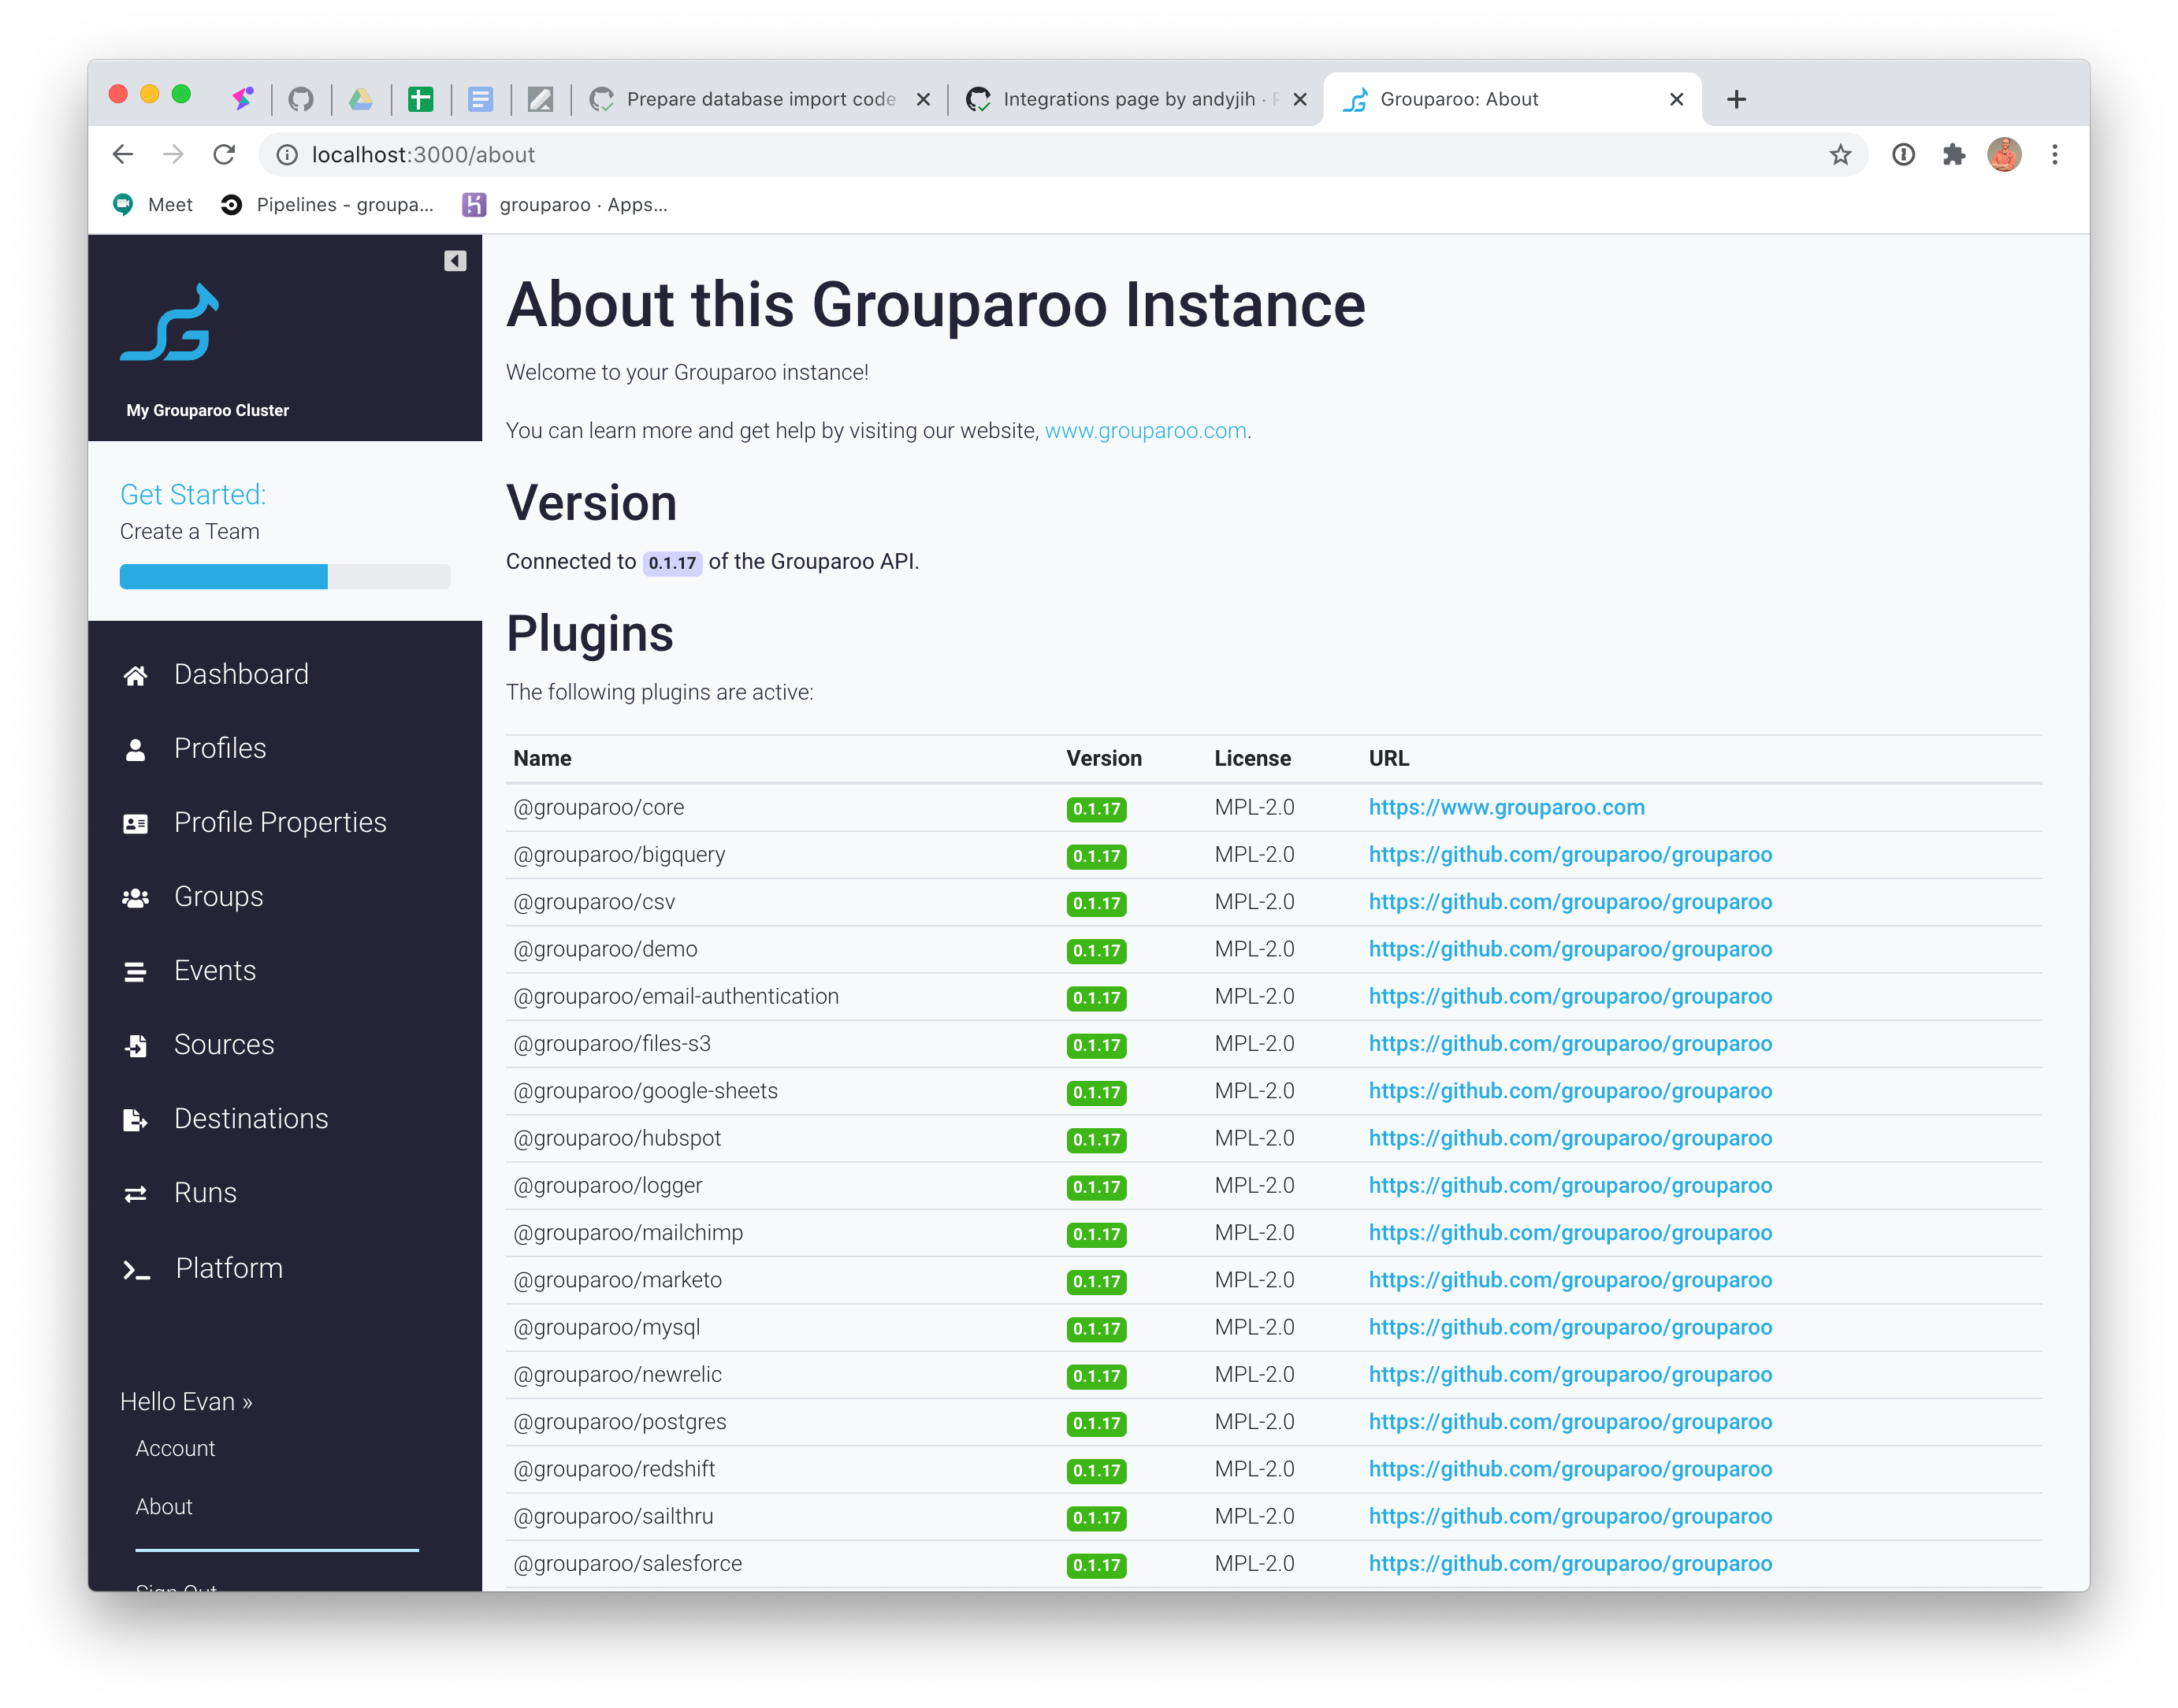 Prepare database import code
Integrations page by andyjih ·
Grouparoo: About
localhost:3000/about
Meet
Pipelines - groupa...
grouparoo · Apps...
My Grouparoo Cluster
Get Started:
Create a Team
Dashboard
Profiles
Profile Properties
Groups
Events
Sources
Destinations
Runs
Platform
Hello Evan »
Account
About
Sign Out
About this Grouparoo Instance
Welcome to your Grouparoo instance!
You can learn more and get help by visiting our website, www.grouparoo.com.
Version
Connected to 0.1.17 of the Grouparoo API.
Plugins
The following plugins are active:
Name Version License URL
@grouparoo/core 0.1.17 MPL-2.0 https://www.grouparoo.com
@grouparoo/bigquery 0.1.17 MPL-2.0 https://github.com/grouparoo/grouparoo
@grouparoo/csv 0.1.17 MPL-2.0 https://github.com/grouparoo/grouparoo
@grouparoo/demo 0.1.17 MPL-2.0 https://github.com/grouparoo/grouparoo
@grouparoo/email-authentication 0.1.17 MPL-2.0 https://github.com/grouparoo/grouparoo
@grouparoo/files-s3 0.1.17 MPL-2.0 https://github.com/grouparoo/grouparoo
@grouparoo/google-sheets 0.1.17 MPL-2.0 https://github.com/grouparoo/grouparoo
@grouparoo/hubspot 0.1.17 MPL-2.0 https://github.com/grouparoo/grouparoo
@grouparoo/logger 0.1.17 MPL-2.0 https://github.com/grouparoo/grouparoo
@grouparoo/mailchimp 0.1.17 MPL-2.0 https://github.com/grouparoo/grouparoo
@grouparoo/marketo 0.1.17 MPL-2.0 https://github.com/grouparoo/grouparoo
@grouparoo/mysql 0.1.17 MPL-2.0 https://github.com/grouparoo/grouparoo
@grouparoo/newrelic 0.1.17 MPL-2.0 https://github.com/grouparoo/grouparoo
@grouparoo/postgres 0.1.17 MPL-2.0 https://github.com/grouparoo/grouparoo
@grouparoo/redshift 0.1.17 MPL-2.0 https://github.com/grouparoo/grouparoo
@grouparoo/sailthru 0.1.17 MPL-2.0 https://github.com/grouparoo/grouparoo
@grouparoo/salesforce 0.1.17 MPL-2.0 https://github.com/grouparoo/grouparoo